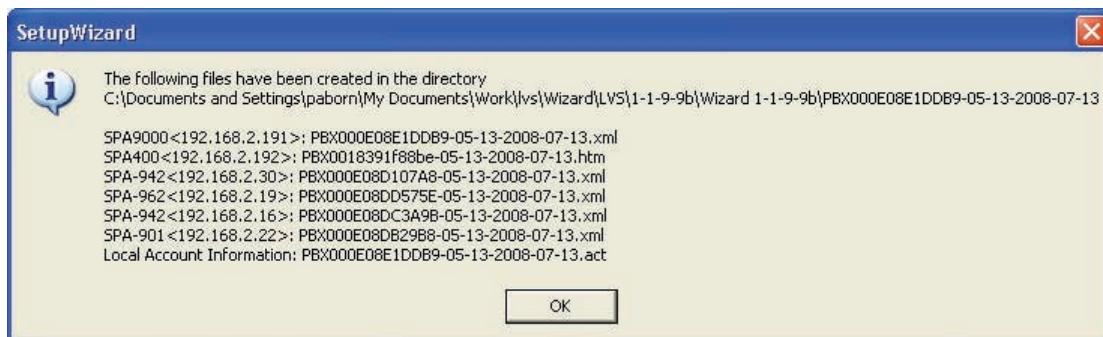 SetupWizard
The following files have been created in the directory
C:\Documents and Settings\paborn\My Documents\Work\lvs\Wizard\LVS\1-1-9-9b\Wizard 1-1-9-9b\PBX000E08E1DDB9-05-13-2008-07-13
SPA9000<192.168.2.191>: PBX000E08E1DDB9-05-13-2008-07-13.xml
SPA400<192.168.2.192>: PBX0018391f88be-05-13-2008-07-13.htm
SPA-942<192.168.2.30>: PBX000E08D107A8-05-13-2008-07-13.xml
SPA-962<192.168.2.19>: PBX000E08DD575E-05-13-2008-07-13.xml
SPA-942<192.168.2.16>: PBX000E08DC3A9B-05-13-2008-07-13.xml
SPA-901<192.168.2.22>: PBX000E08DB29B8-05-13-2008-07-13.xml
Local Account Information: PBX000E08E1DDB9-05-13-2008-07-13.act
OK